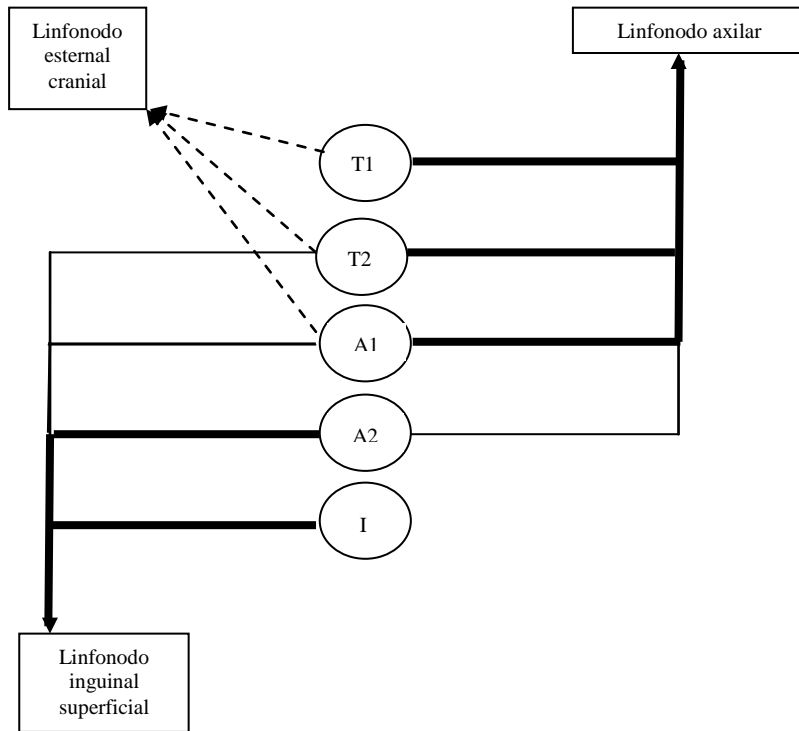 Linfonodo
esternal
cranial
Linfonodo axilar
T1
T2
A1
A2
I
Linfonodo
inguinal
superficial